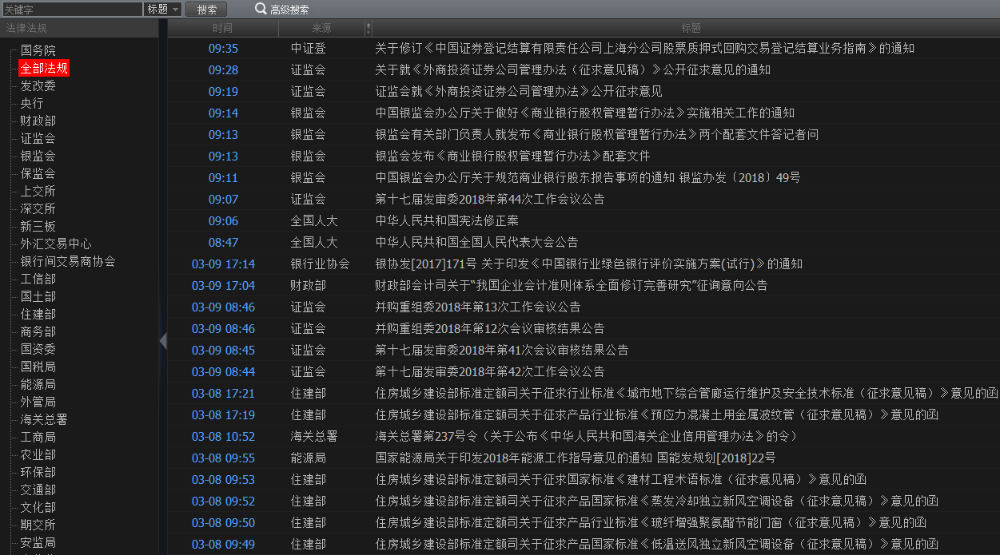 关键字 标题 搜索 高级搜索
法律法规
国务院
全部法规
发改委
央行
财政部
证监会
银监会
保监会
上交所
深交所
新三板
外汇交易中心
银行间交易商协会
工信部
国土部
住建部
商务部
国资委
国税局
能源局
外管局
海关总署
工商局
农业部
环保部
交通部
文化部
期交所
安监局
时间 来源 ! 标题
09:35 中证登 关于修订《中国证券登记结算有限责任公司上海分公司股票质押式回购交易登记结算业务指南》的通知
09:28 证监会 关于就《外商投资证券公司管理办法（征求意见稿）》公开征求意见的通知
09:19 证监会 证监会就《外商投资证券公司管理办法》公开征求意见
09:14 银监会 中国银监会办公厅关于做好《商业银行股权管理暂行办法》实施相关工作的通知
09:13 银监会 银监会有关部门负责人就发布《商业银行股权管理暂行办法》两个配套文件答记者问
09:13 银监会 银监会发布《商业银行股权管理暂行办法》配套文件
09:11 银监会 中国银监会办公厅关于规范商业银行股东报告事项的通知 银监办发〔2018〕49号
09:07 证监会 第十七届发审委2018年第44次工作会议公告
09:06 全国人大 中华人民共和国宪法修正案
08:47 全国人大 中华人民共和国全国人民代表大会公告
03-09 17:14 银行业协会 银协发[2017]171号 关于印发《中国银行业绿色银行评价实施方案(试行)》的通知
03-09 17:04 财政部 财政部会计司关于“我国企业会计准则体系全面修订完善研究”征询意向公告
03-09 08:46 证监会 并购重组委2018年第13次工作会议公告
03-09 08:46 证监会 并购重组委2018年第12次会议审核结果公告
03-09 08:45 证监会 第十七届发审委2018年第41次会议审核结果公告
03-09 08:44 证监会 第十七届发审委2018年第42次工作会议公告
03-08 17:21 住建部 住房城乡建设部标准定额司关于征求行业标准《城市地下综合管廊运行维护及安全技术标准（征求意见稿）》意见的函
03-08 17:19 住建部 住房城乡建设部标准定额司关于征求产品行业标准《预应力混凝土用金属波纹管（征求意见稿）》意见的函
03-08 10:52 海关总署 海关总署第237号令（关于公布《中华人民共和国海关企业信用管理办法》的令）
03-08 09:55 能源局 国家能源局关于印发2018年能源工作指导意见的通知 国能发规划[2018]22号
03-08 09:53 住建部 住房城乡建设部标准定额司关于征求国家标准《建材工程术语标准（征求意见稿）》意见的函
03-08 09:52 住建部 住房城乡建设部标准定额司关于征求产品国家标准《蒸发冷却独立新风空调设备（征求意见稿）》意见的函
03-08 09:50 住建部 住房城乡建设部标准定额司关于征求产品行业标准《玻纤增强聚氨酯节能门窗（征求意见稿）》意见的函
03-08 09:49 住建部 住房城乡建设部标准定额司关于征求产品国家标准《低温送风独立新风空调设备（征求意见稿）》意见的函